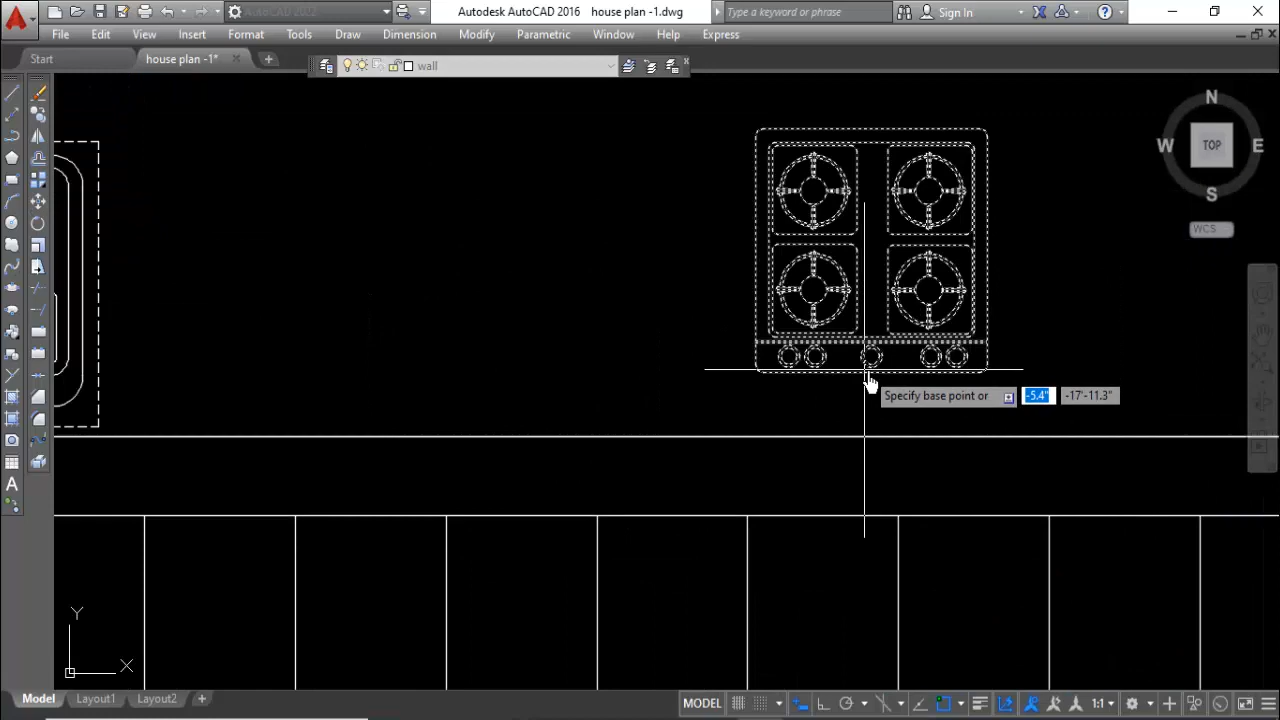 AutoCAD 2002
Autodesk AutoCAD 2016 house plan -1.dwg
Type a keyword or phrase
Sign In
File Edit View Insert Format Tools Draw Dimension Modify Parametric Window Help Express
Start
house plan -1*
wall
N
W TOP E
S
WCS
Specify base point or -5.4" -17'-11.3"
A
Y
X
Model Layout1 Layout2
MODEL
1:1